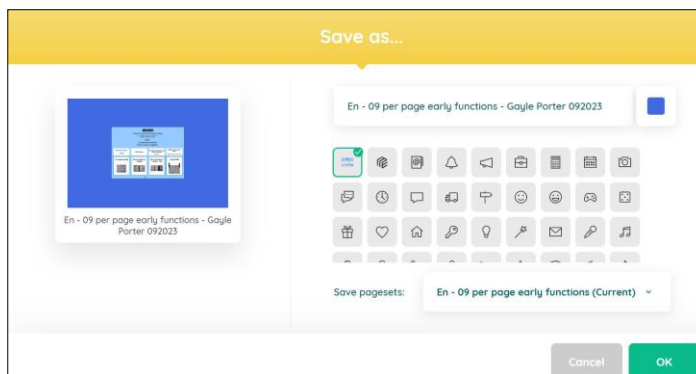 Save as...
En - 09 per page early functions - Gayle Porter 092023
En - 09 per page early functions - Gayle
Porter 092023
Save pagesets:
En - 09 per page early functions (Current)
Cancel
OK